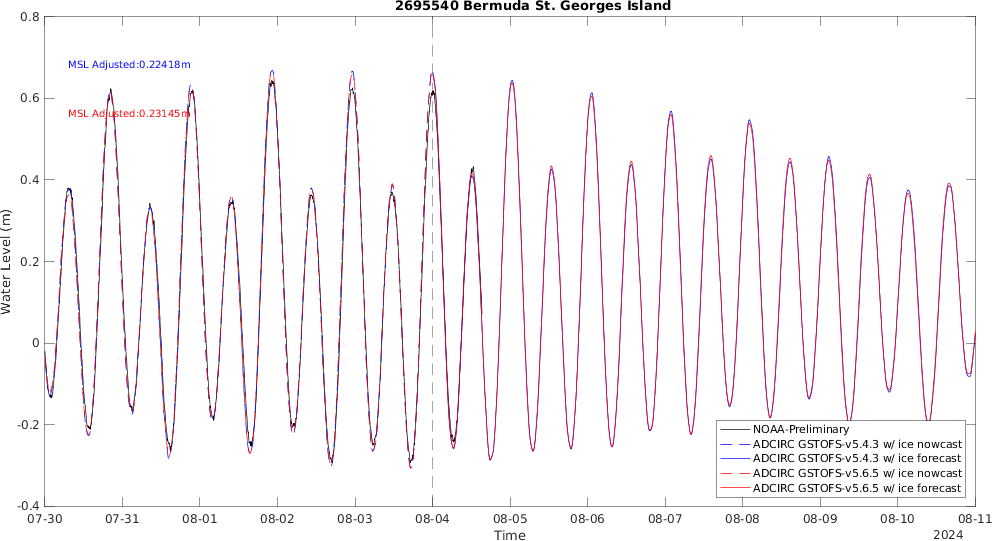 2695540 Bermuda St. Georges Island
0.8
0.6
0.4
0.2
0
-0.2
-0.4
Water Level (m)
MSL Adjusted:0.22418m
MSL Adjusted:0.23145m
NOAA-Preliminary
ADCIRC GSTOFS-v5.4.3 w/ ice nowcast
ADCIRC GSTOFS-v5.4.3 w/ ice forecast
ADCIRC GSTOFS-v5.6.5 w/ ice nowcast
ADCIRC GSTOFS-v5.6.5 w/ ice forecast
07-30 07-31 08-01 08-02 08-03 08-04 08-05 08-06 08-07 08-08 08-09 08-10 08-11
Time
2024